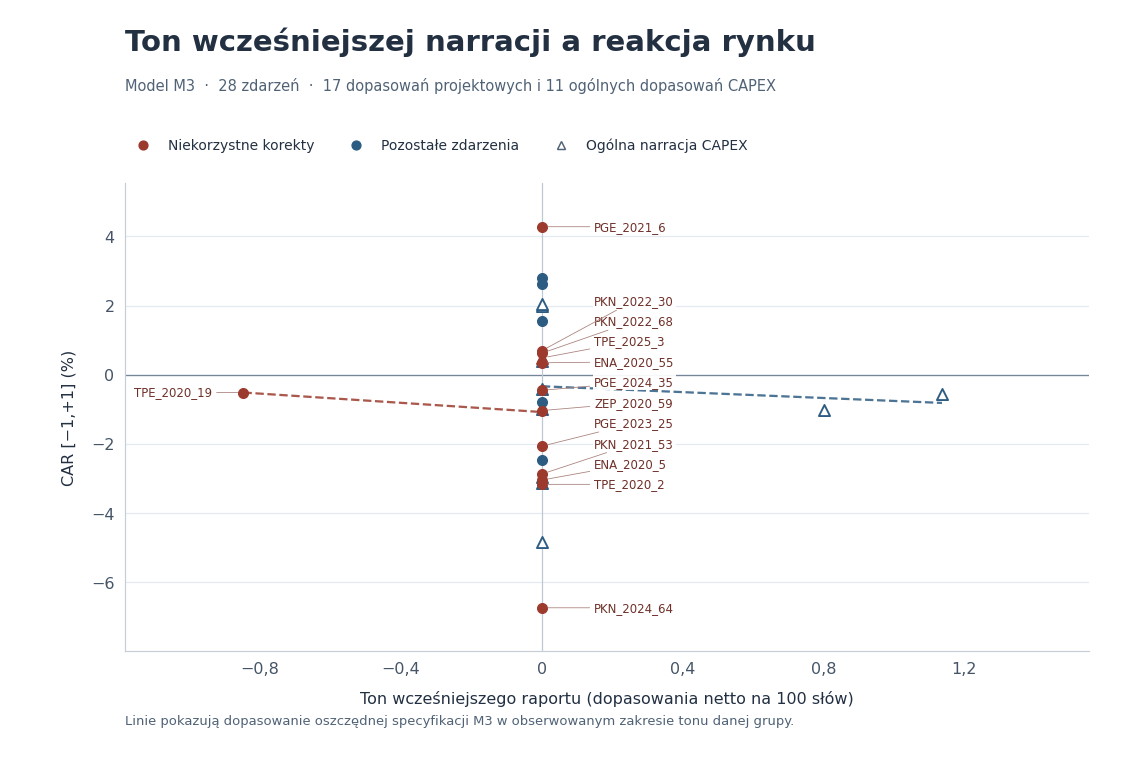 Ton wcześniejszej narracji a reakcja rynku
Model M3 · 28 zdarzeń · 17 dopasowań projektowych i 11 ogólnych dopasowań CAPEX
Niekorzystne korekty
Pozostałe zdarzenia
Ogólna narracja CAPEX
CAR [−1,+1] (%)
4
2
0
−2
−4
−6
PGE_2021_6
PKN_2022_30
PKN_2022_68
TPE_2025_3
ENA_2020_55
PGE_2024_35
TPE_2020_19
ZEP_2020_59
PGE_2023_25
PKN_2021_53
ENA_2020_5
TPE_2020_2
PKN_2024_64
−0,8
−0,4
0
0,4
0,8
1,2
Ton wcześniejszego raportu (dopasowania netto na 100 słów)
Linie pokazują dopasowanie oszczędnej specyfikacji M3 w obserwowanym zakresie tonu danej grupy.